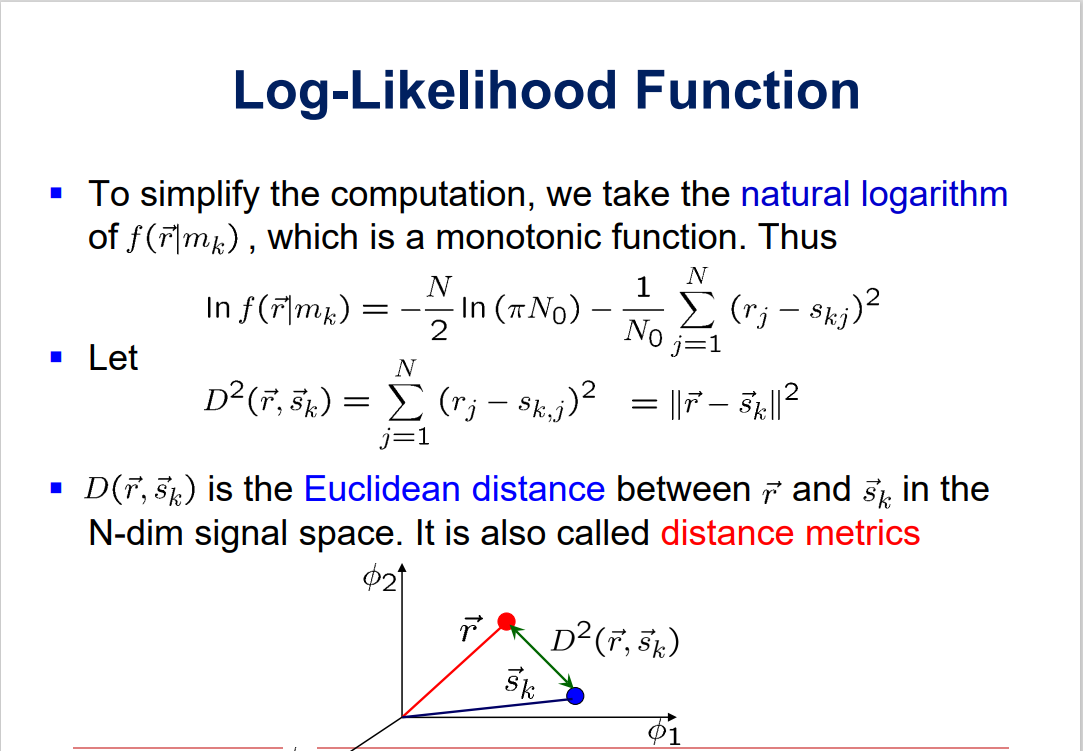 Log-Likelihood Function
▪ To simplify the computation, we take the natural logarithm
of $f(\vec{r}|m_k)$ , which is a monotonic function. Thus
$\ln f(\vec{r}|m_k) = -\frac{N}{2} \ln (\pi N_0) - \frac{1}{N_0} \sum_{j=1}^{N} (r_j - s_{kj})^2$
▪ Let
$D^2(\vec{r}, \vec{s}_k) = \sum_{j=1}^{N} (r_j - s_{k,j})^2 = \|\vec{r} - \vec{s}_k\|^2$
▪ $D(\vec{r}, \vec{s}_k)$ is the Euclidean distance between $\vec{r}$ and $\vec{s}_k$ in the
N-dim signal space. It is also called distance metrics
$\phi_2$
$\vec{r}$
$D^2(\vec{r}, \vec{s}_k)$
$\vec{s}_k$
$\phi_1$